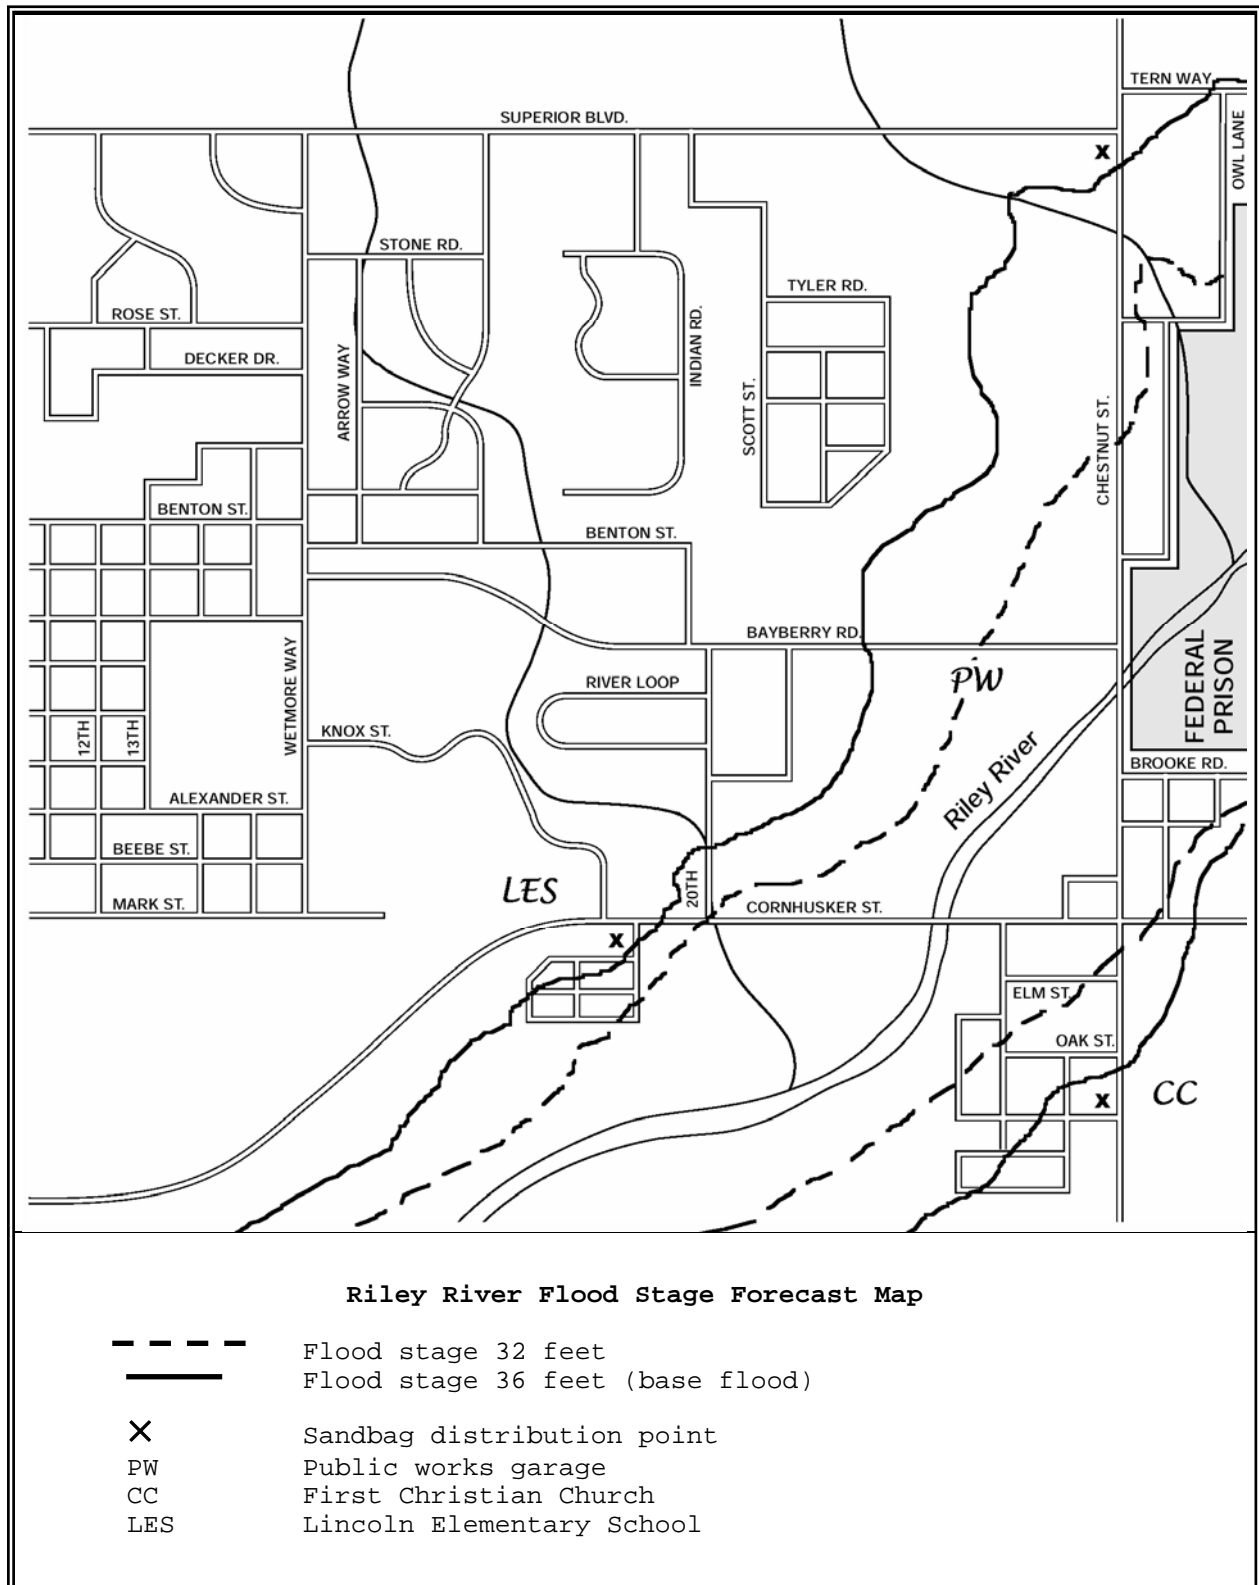 TERN WAY
SUPERIOR BLVD.
X
OWL LANE
STONE RD.
TYLER RD.
ROSE ST.
INDIAN RD.
DECKER DR.
ARROW WAY
SCOTT ST.
CHESTNUT ST.
BENTON ST.
BENTON ST.
BAYBERRY RD.
WETMORE WAY
FEDERAL
PRISON
RIVER LOOP
PW
12TH
13TH
KNOX ST.
Riley River
BROOKE RD.
ALEXANDER ST.
BEEBE ST.
LES
20TH
MARK ST.
CORNHUSKER ST.
X
ELM ST.
OAK ST.
X
CC
Riley River Flood Stage Forecast Map
Flood stage 32 feet
Flood stage 36 feet (base flood)
X Sandbag distribution point
PW Public works garage
CC First Christian Church
LES Lincoln Elementary School